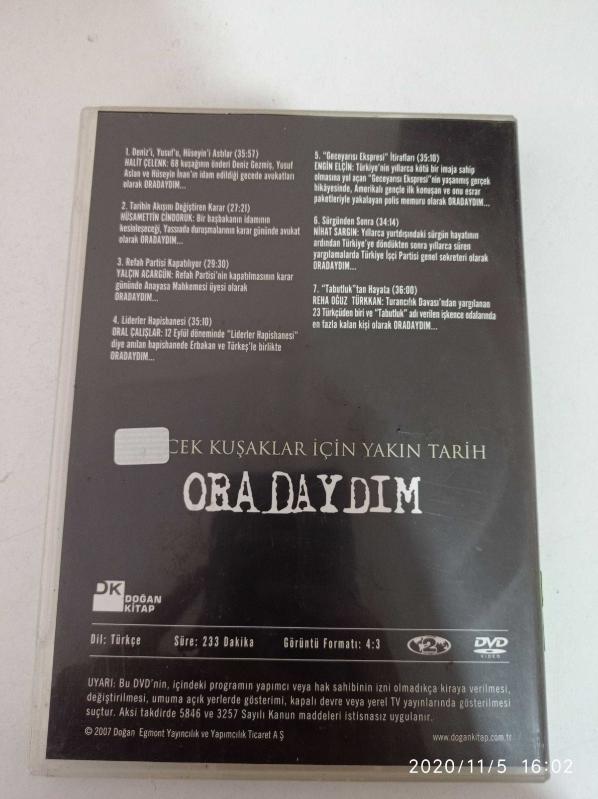 1. Deniz'i, Yusuf'u, Hüseyin'i Astılar (35:57)
HALİT ÇELENK: 68 kuşağının önderi Deniz Gezmiş, Yusuf
Aslan ve Hüseyin İnan'ın idam edildiği gecede avukatları
olarak ORADAYDIM...
2. Tarihin Akışını Değiştiren Karar (27:21)
HÜSAMETTİN CİNDORUK: Bir başbakanın idamının
kesinleşeceği, Yassıada duruşmalarının karar gününde avukat
olarak ORADAYDIM...
3. Refah Partisi Kapatılıyor (29:30)
YALÇIN ACARGÜN: Refah Partisi'nin kapatılmasının karar
gününde Anayasa Mahkemesi üyesi olarak
ORADAYDIM...
4. Liderler Hapishanesi (35:10)
ORAL ÇALIŞLAR: 12 Eylül döneminde "Liderler Hapishanesi"
diye anılan hapishanede Erbakan ve Türkeş'le birlikte
ORADAYDIM...
5. "Geceyarısı Ekspresi" İtirafları (35:10)
ENGİN ELÇİN: Türkiye'nin yıllarca kötü bir imaja sahip
olmasına yol açan "Geceyarısı Ekspresi"nin yaşanmış gerçek
hikâyesinde, Amerikalı gençle ilk konuşan ve onu esrar
paketleriyle yakalayan polis memuru olarak ORADAYDIM...
6. Sürgünden Sonra (34:14)
NİHAT SARGIN: Yıllarca yurtdışındaki sürgün hayatının
ardından Türkiye'ye döndükten sonra yıllarca süren
yargılamalarda Türkiye İşçi Partisi genel sekreteri olarak
ORADAYDIM...
7. "Tabutluk"tan Hayata (36:00)
REHA OĞUZ TÜRKKAN: Turancılık Davası'ndan yargılanan
23 Türkçüden biri ve "Tabutluk" adı verilen işkence odalarında
en fazla kalan kişi olarak ORADAYDIM...
CEK KUŞAKLAR İÇİN YAKIN TARİH
ORADAYDIM
DK DOĞAN
KİTAP
Dil: Türkçe Süre: 233 Dakika Görüntü Formatı: 4:3 2 DVD
VIDEO
UYARI: Bu DVD'nin, içindeki programın yapımcı veya hak sahibinin izni olmadıkça kiraya verilmesi,
değiştirilmesi, umuma açık yerlerde gösterimi, kapalı devre veya yerel TV yayınlarında gösterilmesi
suçtur. Aksi takdirde 5846 ve 3257 Sayılı Kanun maddeleri istisnasız uygulanır.
© 2007 Doğan Egmont Yayıncılık ve Yapımcılık Ticaret A Ş www.dogankitap.com.tr
2020/11/5 16:02